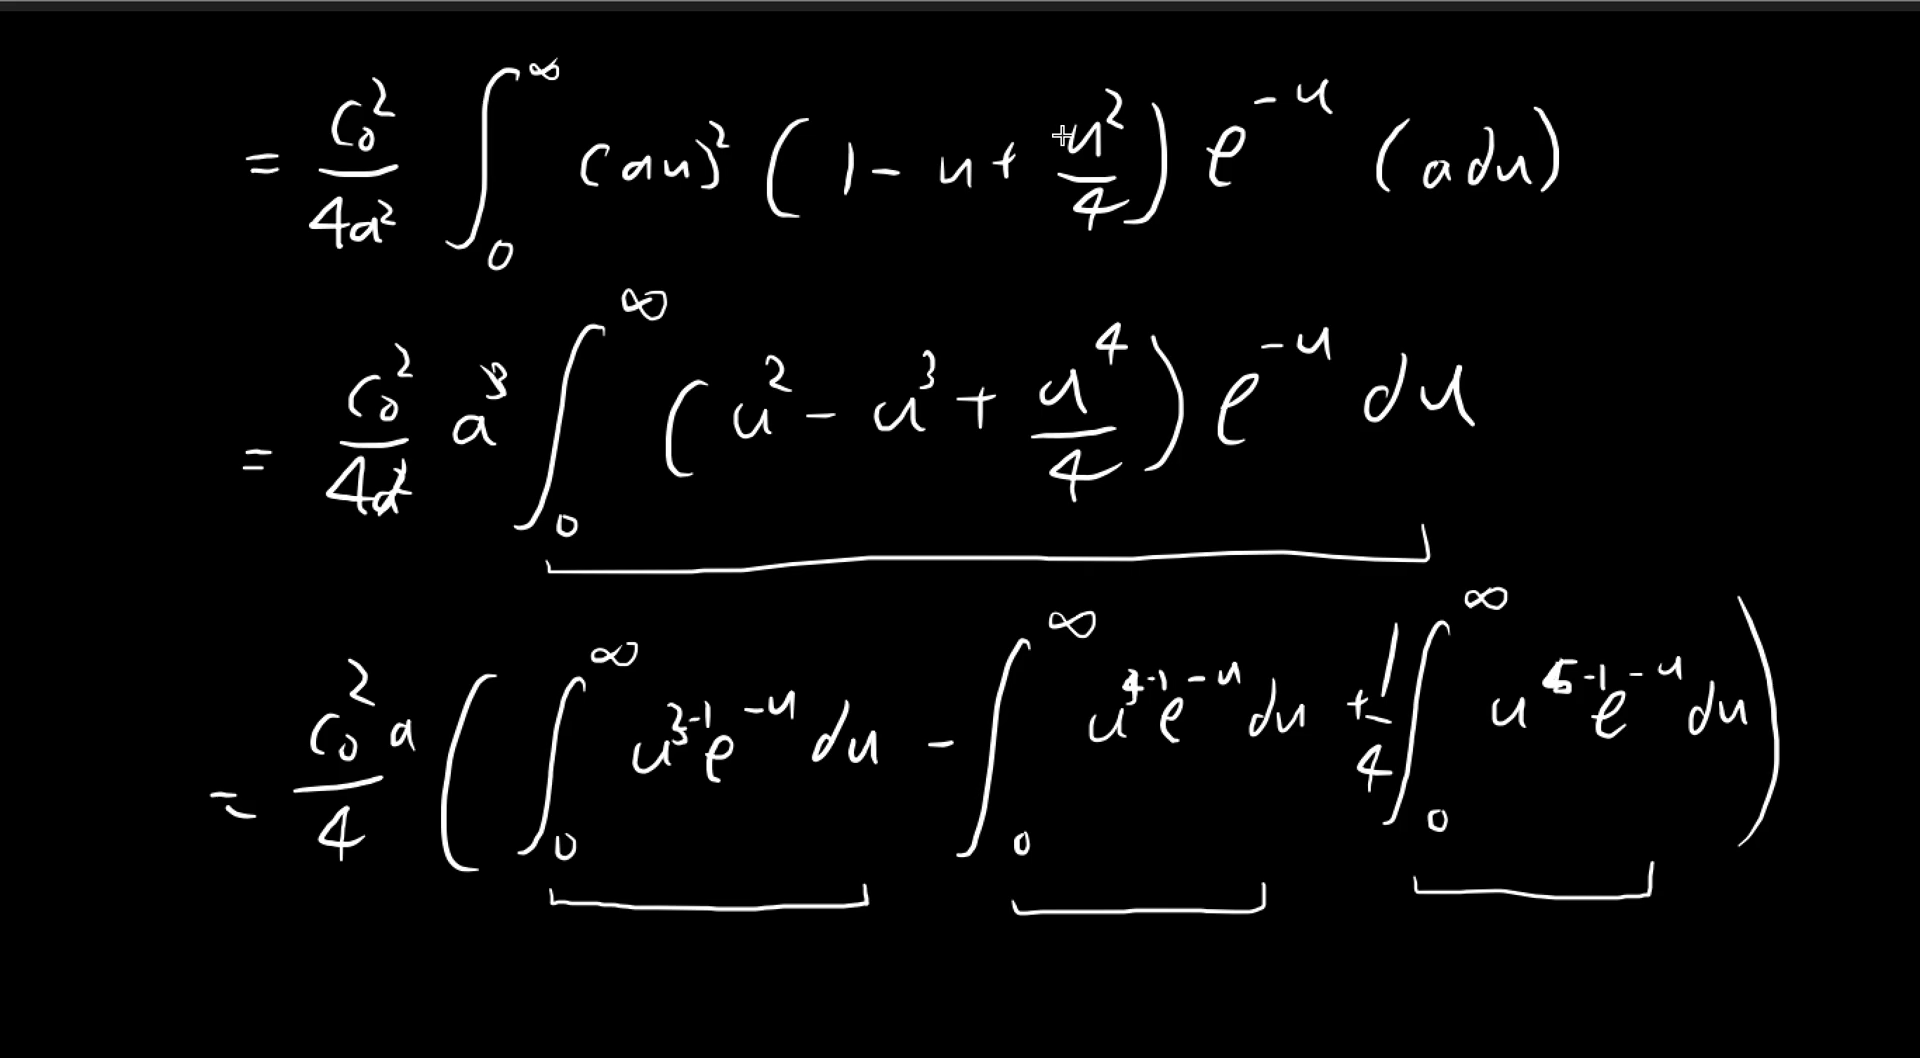 = c₀²/4a² ∫₀^∞ (au)² (1 - u + u²/4) e^-u (adu)
= c₀²/4a² a³ ∫₀^∞ (u² - u³ + u⁴/4) e^-u du
= c₀² a/4 ( ∫₀^∞ u^3-1 e^-u du - ∫₀^∞ u^4-1 e^-u du + 1/4 ∫₀^∞ u^5-1 e^-u du )